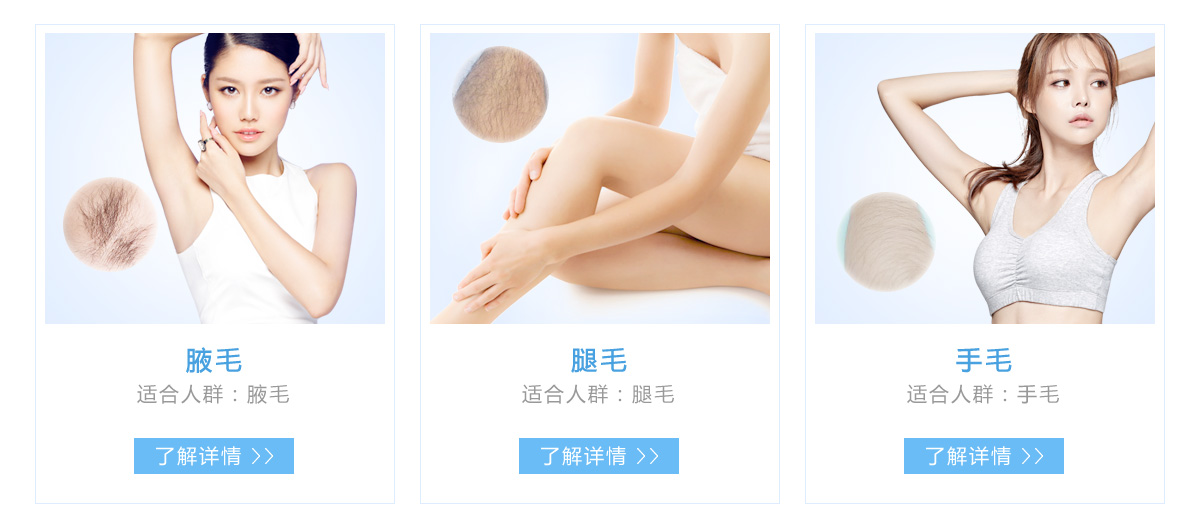 腋毛
适合人群：腋毛
了解详情 >>
腿毛
适合人群：腿毛
了解详情 >>
手毛
适合人群：手毛
了解详情 >>